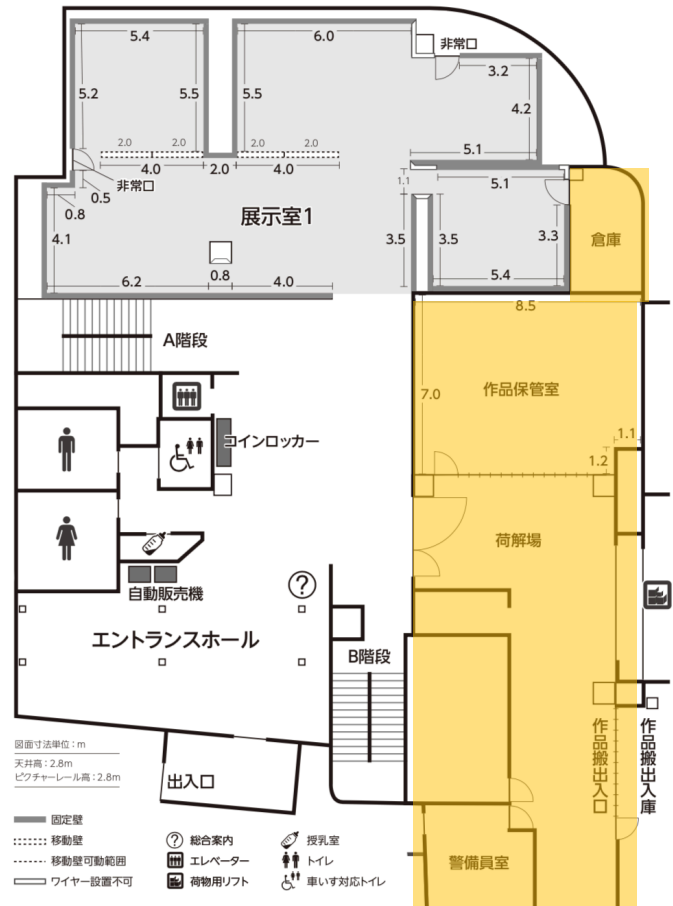 5.4
6.0
非常口
3.2
5.2
5.5
5.5
4.2
2.0
2.0
2.0
2.0
5.1
4.0
2.0
4.0
非常口
1.1
5.1
0.5
0.8
展示室1
4.1
3.5
3.5
3.3
倉庫
6.2
0.8
4.0
5.4
8.5
A階段
作品保管室
7.0
1.1
コインロッカー
1.2
荷解場
自動販売機
?
エントランスホール
B階段
図面寸法単位:m
天井高:2.8m
ピクチャーレール高:2.8m
出入口
作品搬出入口
作品搬出入庫
固定壁
移動壁
移動壁可動範囲
ワイヤー設置不可
? 総合案内
エレベーター
荷物用リフト
授乳室
トイレ
車いす対応トイレ
警備員室